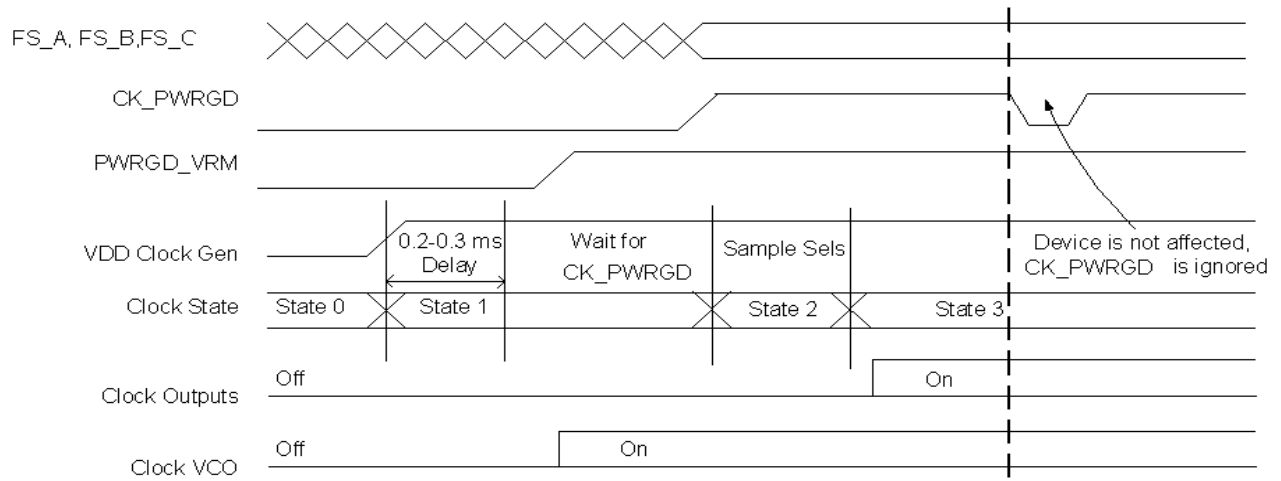 FS_A, FS_B,FS_C
CK_PWRGD
PWRGD_VRM
VDD Clock Gen
0.2-0.3 ms
Delay
Wait for
CK_PWRGD
Sample Sels
Device is not affected,
CK_PWRGD is ignored
Clock State
State 0
State 1
State 2
State 3
Clock Outputs
Off
On
Clock VCO
Off
On